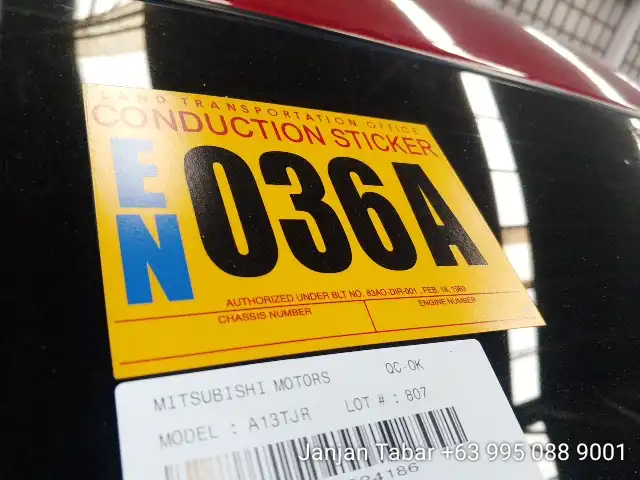 LAND TRANSPORTATION OFFICE
CONDUCTION STICKER
EN 036A
AUTHORIZED UNDER BLT NO. 83AO-DIR-001, FEB. 18, 1983
CHASSIS NUMBER ENGINE NUMBER
MITSUBISHI MOTORS QC-OK
MODEL : A13TJR LOT # : 807
Janjan Tabar +63 995 088 9001